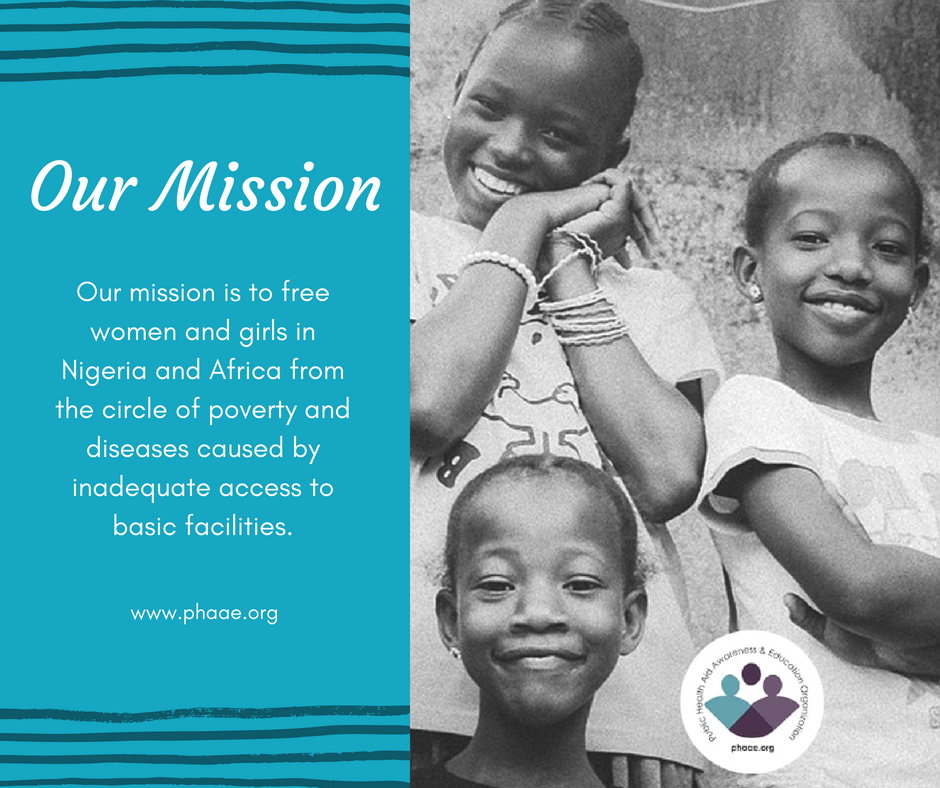 Our Mission
Our mission is to free
women and girls in
Nigeria and Africa from
the circle of poverty and
diseases caused by
inadequate access to
basic facilities.
www.phaae.org
Public Health Aid Awareness & Education Organization
phaae.org